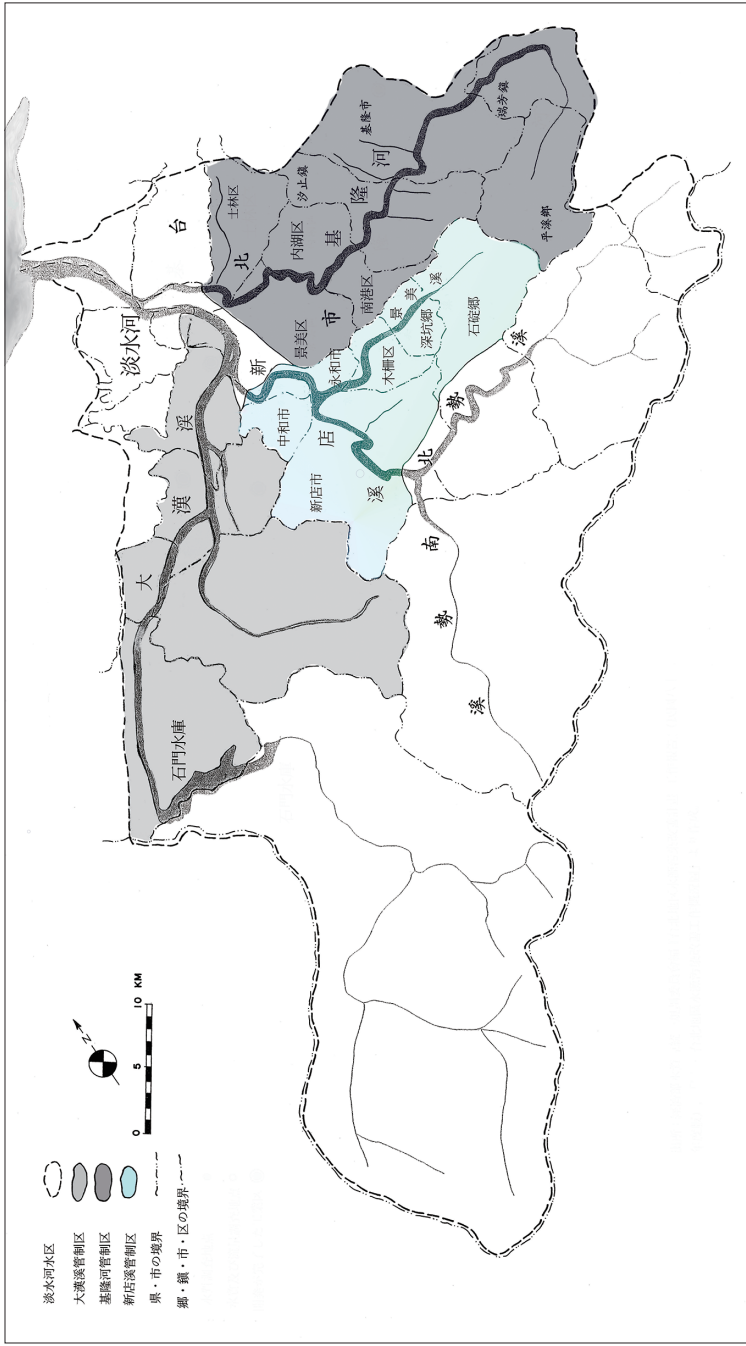 淡水河水区
大漢溪管制区
基隆河管制区
新店溪管制区
県・市の境界
郷・鎮・市・区の境界
0 5 10 KM
N
石門水庫
大漢溪
淡水河
台北市
士林区
内湖区
汐止鎮
基隆市
基隆河
瑞芳鎮
平溪郷
南港区
景美区
景美溪
深坑郷
石碇郷
木柵区
永和市
中和市
新店市
新店溪
北勢溪
南勢溪